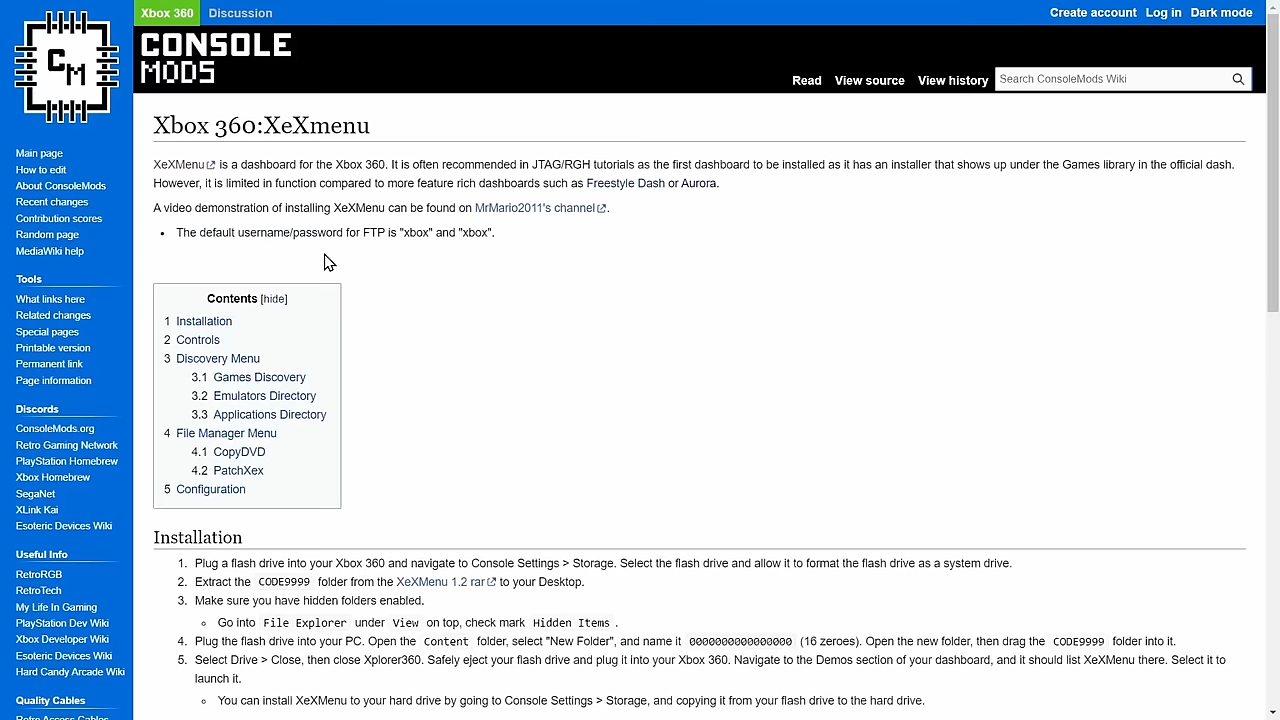 Xbox 360 Discussion
Create account Log in Dark mode
CM
CONSOLE
MODS
Read View source View history Search ConsoleMods Wiki
Main page
How to edit
About ConsoleMods
Recent changes
Contribution scores
Random page
MediaWiki help
Tools
What links here
Related changes
Special pages
Printable version
Permanent link
Page information
Discords
ConsoleMods.org
Retro Gaming Network
PlayStation Homebrew
Xbox Homebrew
SegaNet
XLink Kai
Esoteric Devices Wiki
Useful Info
RetroRGB
RetroTech
My Life In Gaming
PlayStation Dev Wiki
Xbox Developer Wiki
Esoteric Devices Wiki
Hard Candy Arcade Wiki
Quality Cables
Retro Access Cables
Xbox 360:XeXmenu
XeXMenu is a dashboard for the Xbox 360. It is often recommended in JTAG/RGH tutorials as the first dashboard to be installed as it has an installer that shows up under the Games library in the official dash.
However, it is limited in function compared to more feature rich dashboards such as Freestyle Dash or Aurora.
A video demonstration of installing XeXMenu can be found on MrMario2011's channel.
• The default username/password for FTP is "xbox" and "xbox".
Contents [hide]
1 Installation
2 Controls
3 Discovery Menu
3.1 Games Discovery
3.2 Emulators Directory
3.3 Applications Directory
4 File Manager Menu
4.1 CopyDVD
4.2 PatchXex
5 Configuration
Installation
1. Plug a flash drive into your Xbox 360 and navigate to Console Settings > Storage. Select the flash drive and allow it to format the flash drive as a system drive.
2. Extract the CODE9999 folder from the XeXMenu 1.2 rar to your Desktop.
3. Make sure you have hidden folders enabled.
◦ Go into File Explorer under View on top, check mark Hidden Items .
4. Plug the flash drive into your PC. Open the Content folder, select "New Folder", and name it 0000000000000000 (16 zeroes). Open the new folder, then drag the CODE9999 folder into it.
5. Select Drive > Close, then close Xplorer360. Safely eject your flash drive and plug it into your Xbox 360. Navigate to the Demos section of your dashboard, and it should list XeXMenu there. Select it to
launch it.
◦ You can install XeXMenu to your hard drive by going to Console Settings > Storage, and copying it from your flash drive to the hard drive.